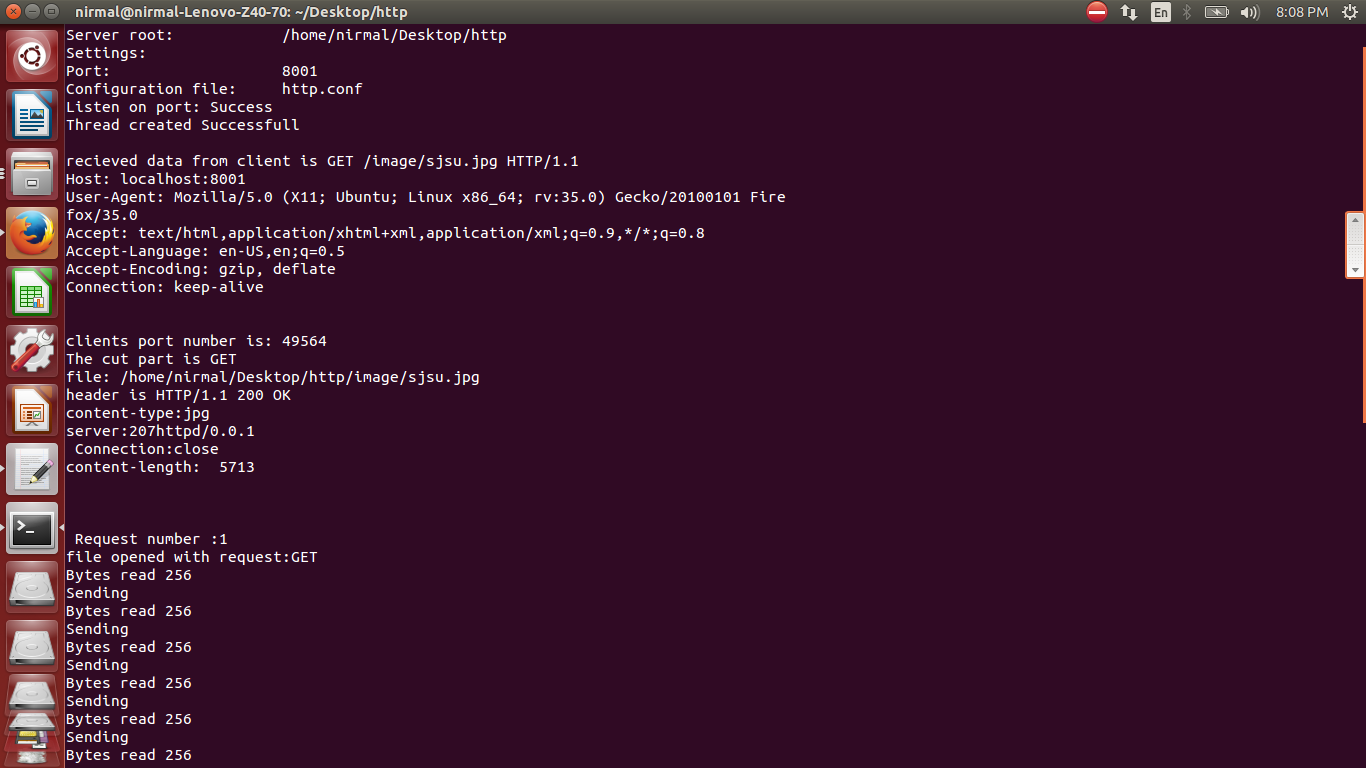 nirmal@nirmal-Lenovo-Z40-70: ~/Desktop/http
En
8:08 PM
Server root:            /home/nirmal/Desktop/http
Settings:
Port:                   8001
Configuration file:     http.conf
Listen on port: Success
Thread created Successfull
recieved data from client is GET /image/sjsu.jpg HTTP/1.1
Host: localhost:8001
User-Agent: Mozilla/5.0 (X11; Ubuntu; Linux x86_64; rv:35.0) Gecko/20100101 Fire
fox/35.0
Accept: text/html,application/xhtml+xml,application/xml;q=0.9,*/*;q=0.8
Accept-Language: en-US,en;q=0.5
Accept-Encoding: gzip, deflate
Connection: keep-alive
clients port number is: 49564
The cut part is GET
file: /home/nirmal/Desktop/http/image/sjsu.jpg
header is HTTP/1.1 200 OK
content-type:jpg
server:207httpd/0.0.1
 Connection:close
content-length:  5713
 Request number :1
file opened with request:GET
Bytes read 256
Sending
Bytes read 256
Sending
Bytes read 256
Sending
Bytes read 256
Sending
Bytes read 256
Sending
Bytes read 256